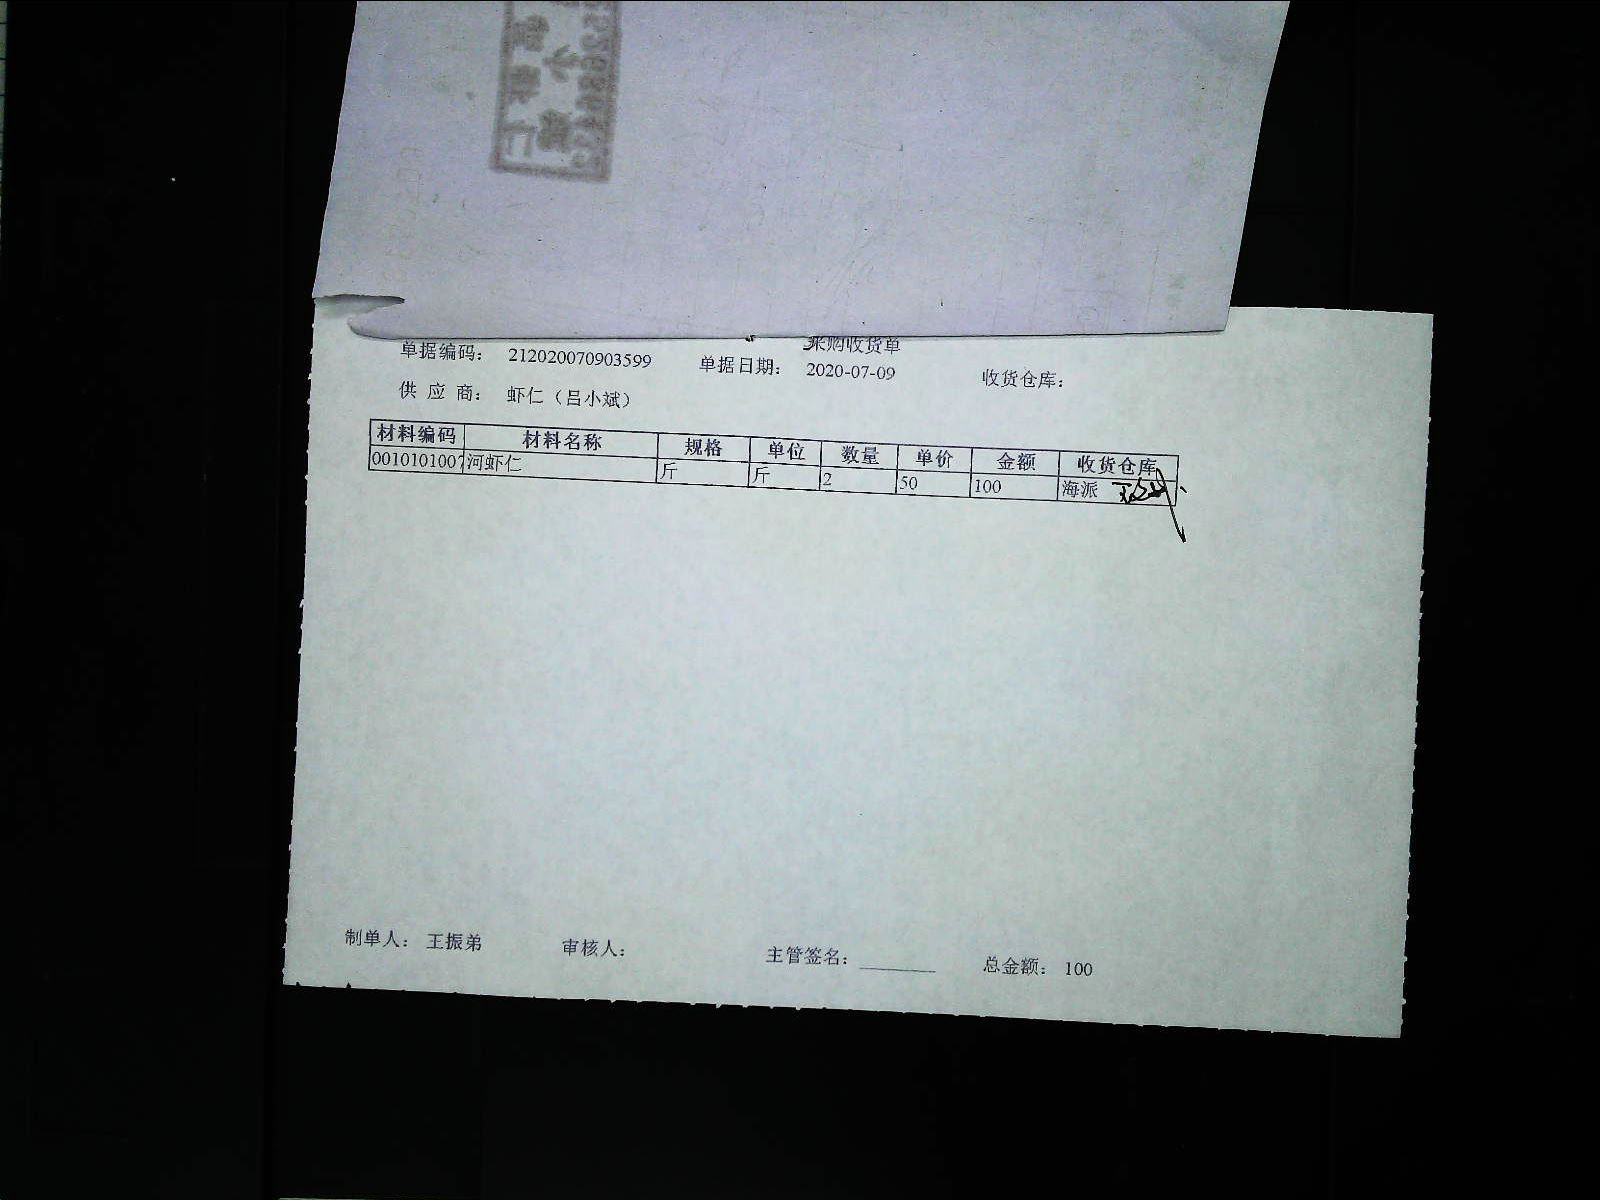 采购收货单
单据编码： 212020070903599 单据日期： 2020-07-09 收货仓库：
供 应 商： 虾仁（吕小斌）
材料编码 材料名称 规格 单位 数量 单价 金额 收货仓库
0010101007 河虾仁 斤 斤 2 50 100 海派
制单人： 王振弟 审核人： 主管签名： 总金额： 100